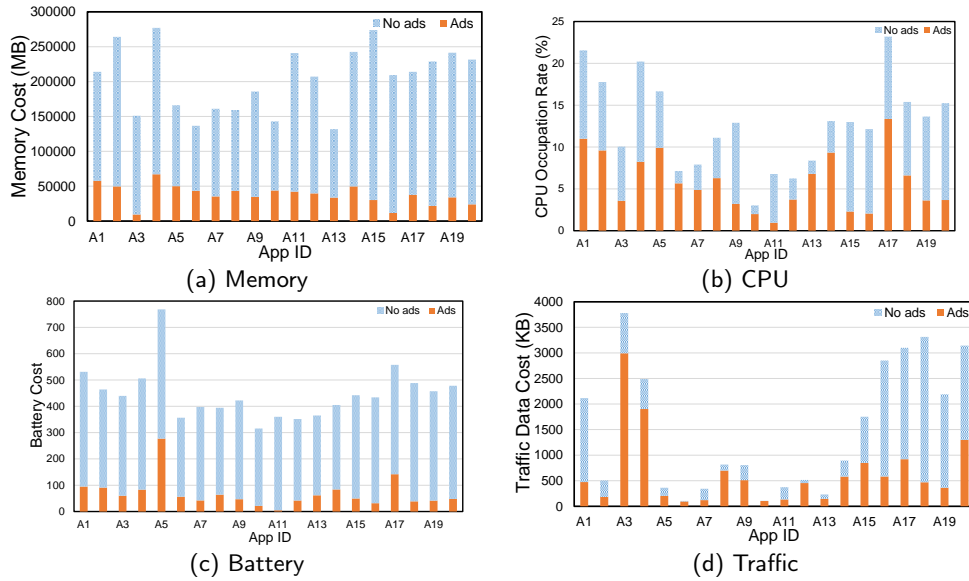 No ads Ads
Memory Cost (MB)
300000
250000
200000
150000
100000
50000
0
A1 A3 A5 A7 A9 A11 A13 A15 A17 A19
App ID
(a) Memory
No ads Ads
CPU Occupation Rate (%)
25
20
15
10
5
0
A1 A3 A5 A7 A9 A11 A13 A15 A17 A19
App ID
(b) CPU
No ads Ads
Battery Cost
800
700
600
500
400
300
200
100
0
A1 A3 A5 A7 A9 A11 A13 A15 A17 A19
App ID
(c) Battery
No ads Ads
Traffic Data Cost (KB)
4000
3500
3000
2500
2000
1500
1000
500
0
A1 A3 A5 A7 A9 A11 A13 A15 A17 A19
App ID
(d) Traffic